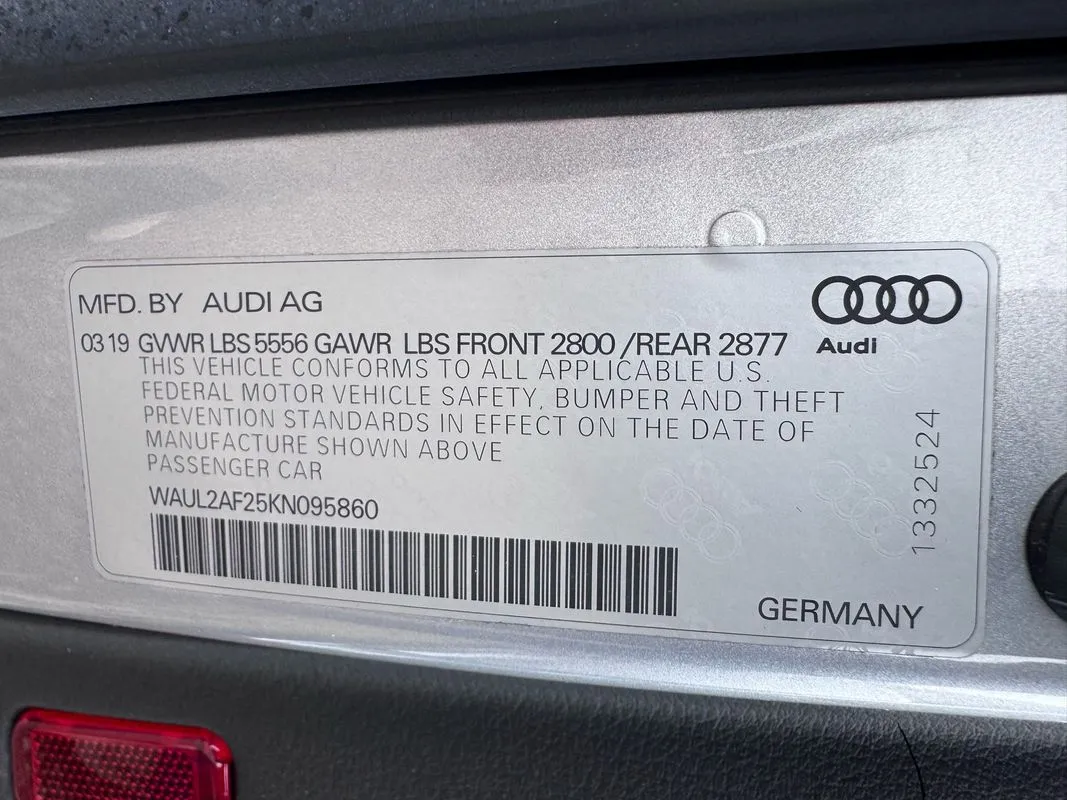 MFD. BY AUDI AG
03 19 GVWR LBS 5556 GAWR LBS FRONT 2800 /REAR 2877
Audi
THIS VEHICLE CONFORMS TO ALL APPLICABLE U.S.
FEDERAL MOTOR VEHICLE SAFETY, BUMPER AND THEFT
PREVENTION STANDARDS IN EFFECT ON THE DATE OF
MANUFACTURE SHOWN ABOVE
PASSENGER CAR
WAUL2AF25KN095860
1332524
GERMANY